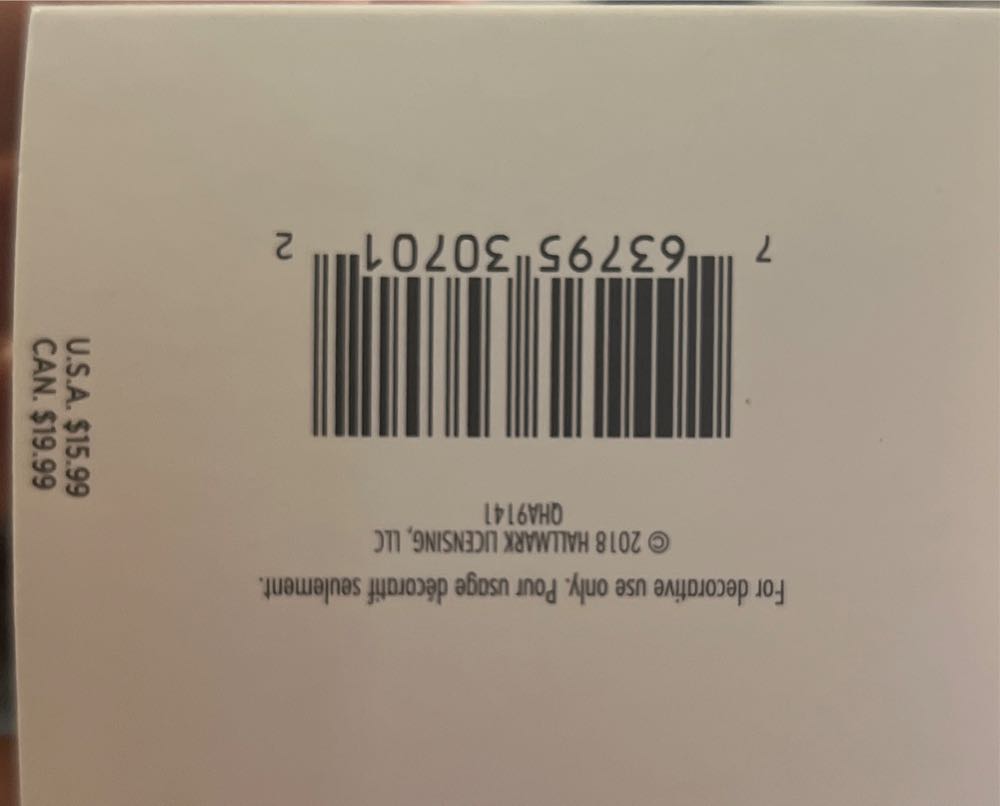 For decorative use only. Pour usage décoratif seulement.
© 2018 HALLMARK LICENSING, LLC
QHA9141
7 63795 30701 2
U.S.A. $15.99
CAN. $19.99